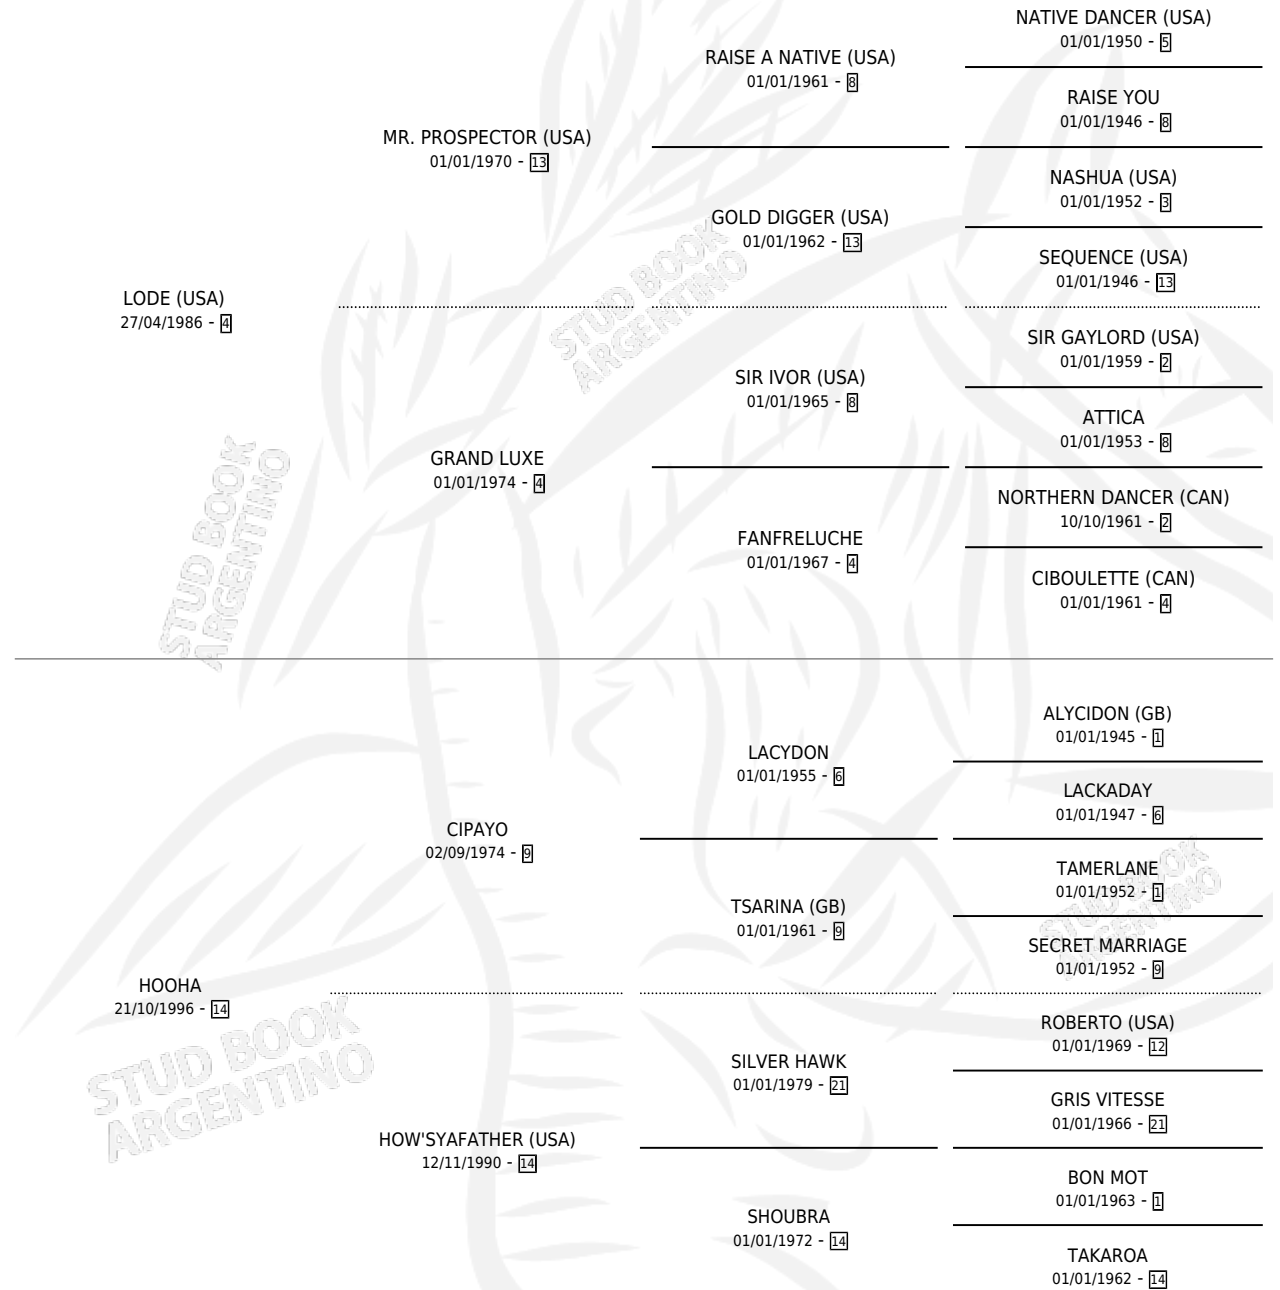 NATIVE DANCER (USA)
01/01/1950 - 5
RAISE A NATIVE (USA)
01/01/1961 - 8
RAISE YOU
01/01/1946 - 8
MR. PROSPECTOR (USA)
01/01/1970 - 13
NASHUA (USA)
01/01/1952 - 3
GOLD DIGGER (USA)
01/01/1962 - 13
SEQUENCE (USA)
01/01/1946 - 13
LODE (USA)
27/04/1986 - 4
STUD BOOK
ARGENTINO
SIR GAYLORD (USA)
01/01/1959 - 2
SIR IVOR (USA)
01/01/1965 - 8
ATTICA
01/01/1953 - 8
GRAND LUXE
01/01/1974 - 4
NORTHERN DANCER (CAN)
10/10/1961 - 2
FANFRELUCHE
01/01/1967 - 4
CIBOULETTE (CAN)
01/01/1961 - 4
STUD BOOK
ARGENTINO
ALYCIDON (GB)
01/01/1945 - 1
LACYDON
01/01/1955 - 6
LACKADAY
01/01/1947 - 6
CIPAYO
02/09/1974 - 9
TAMERLANE
01/01/1952 - 1
TSARINA (GB)
01/01/1961 - 9
SECRET MARRIAGE
01/01/1952 - 9
STUD BOOK
ARGENTINO
HOOHA
21/10/1996 - 14
ROBERTO (USA)
01/01/1969 - 12
SILVER HAWK
01/01/1979 - 21
GRIS VITESSE
01/01/1966 - 21
STUD BOOK
ARGENTINO
HOW'SYAFATHER (USA)
12/11/1990 - 14
BON MOT
01/01/1963 - 1
SHOUBRA
01/01/1972 - 14
TAKAROA
01/01/1962 - 14